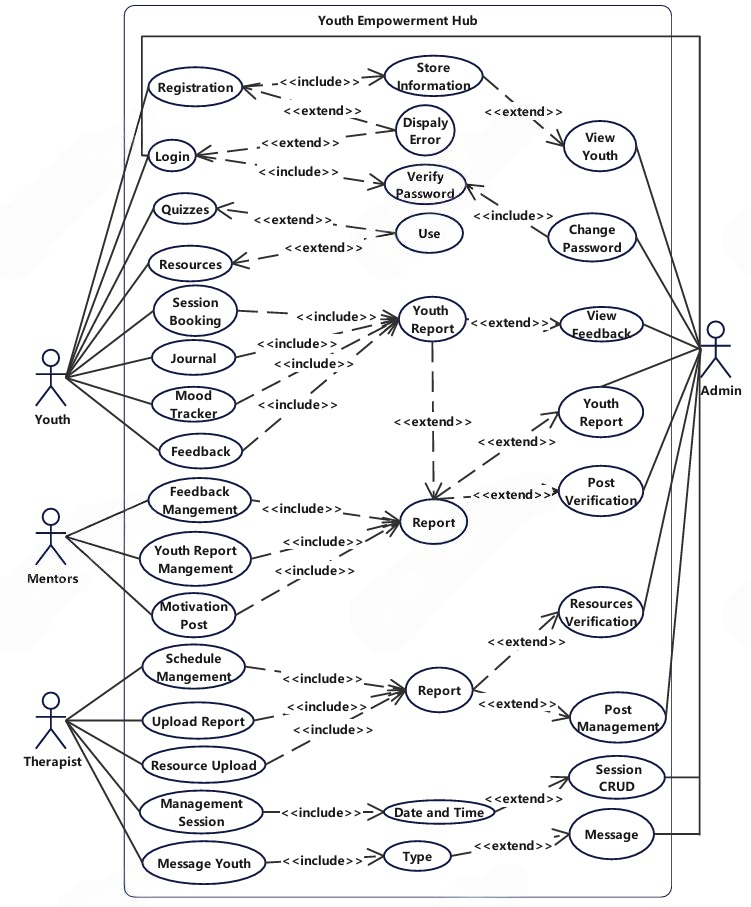 Youth Empowerment Hub
Registration
<<include>>
Store
Information
<<extend>>
<<extend>>
Dispaly
Error
View
Youth
Login
<<extend>>
<<include>>
Verify
Password
Quizzes
<<extend>>
<<include>>
Use
Change
Password
Resources
<<extend>>
Session
Booking
<<include>>
Youth
Report
<<extend>>
View
Feedback
Journal
<<include>>
<<include>>
Youth
Admin
Mood
Tracker
<<include>>
Youth
Report
<<extend>>
<<extend>>
Feedback
Feedback
Mangement
<<include>>
<<extend>>
Post
Verification
Report
Mentors
Youth Report
Mangement
<<include>>
<<include>>
Motivation
Post
Resources
Verification
<<extend>>
Schedule
Mangement
<<include>>
Report
<<include>>
<<extend>>
Upload Report
Post
Management
<<include>>
Therapist
Resource Upload
Session
CRUD
Management
Session
<<include>>
Date and Time
<<extend>>
Message
<<extend>>
Message Youth
<<include>>
Type